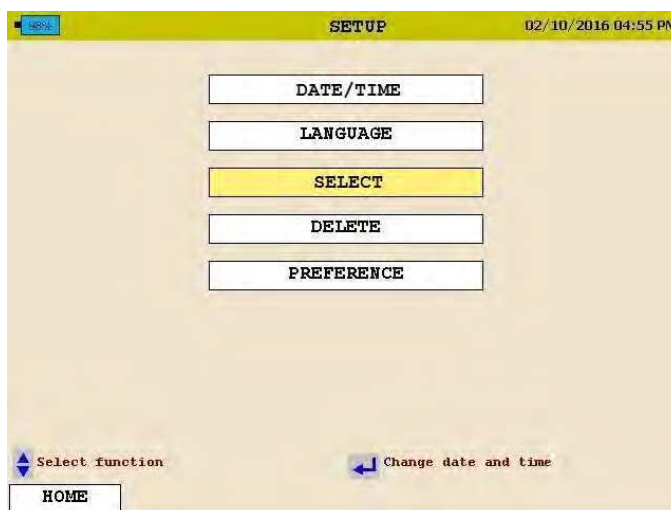 98% SETUP 02/10/2016 04:55 PM
DATE/TIME
LANGUAGE
SELECT
DELETE
PREFERENCE
Select function Change date and time
HOME